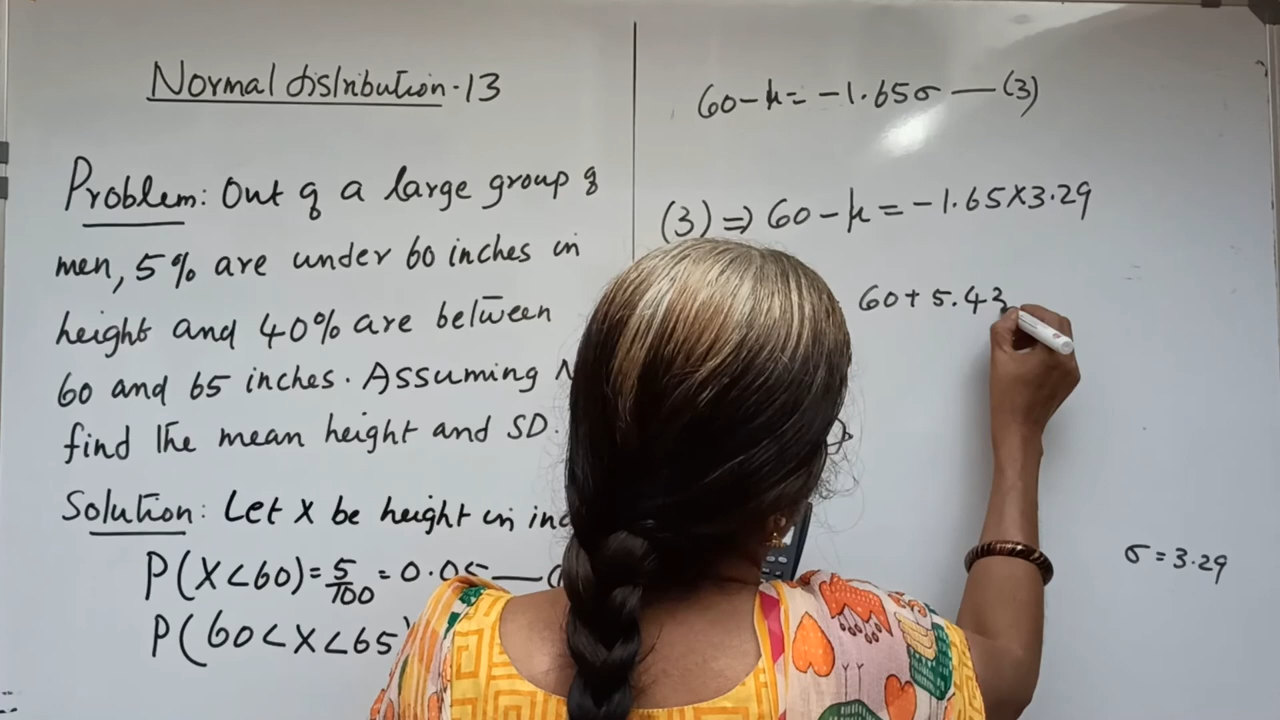 Normal distribution-13
Problem: Out of a large group of
men, 5% are under 60 inches in
height and 40% are between
60 and 65 inches. Assuming
find the mean height and SD.
Solution: Let X be height in
P(X<60)=5/100=0.05—
P(60<X<65)
60-μ=-1.65σ—(3)
(3)⇒60-μ=-1.65×3.29
60+5.43
σ=3.29